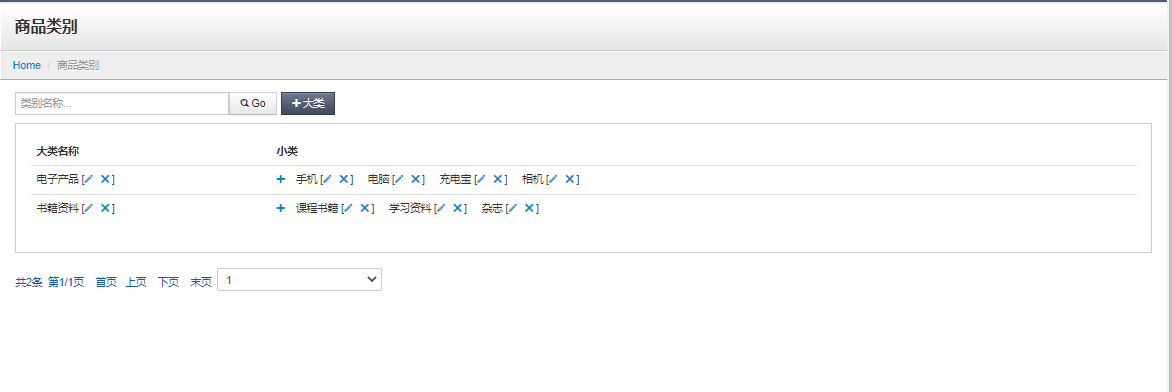 商品类别
Home / 商品类别
类别名称... Go +大类
大类名称 小类
电子产品 [ ] + 手机 [ ] 电脑 [ ] 充电宝 [ ] 相机 [ ]
书籍资料 [ ] + 课程书籍 [ ] 学习资料 [ ] 杂志 [ ]
共2条 第1/1页 首页 上页 下页 末页 1